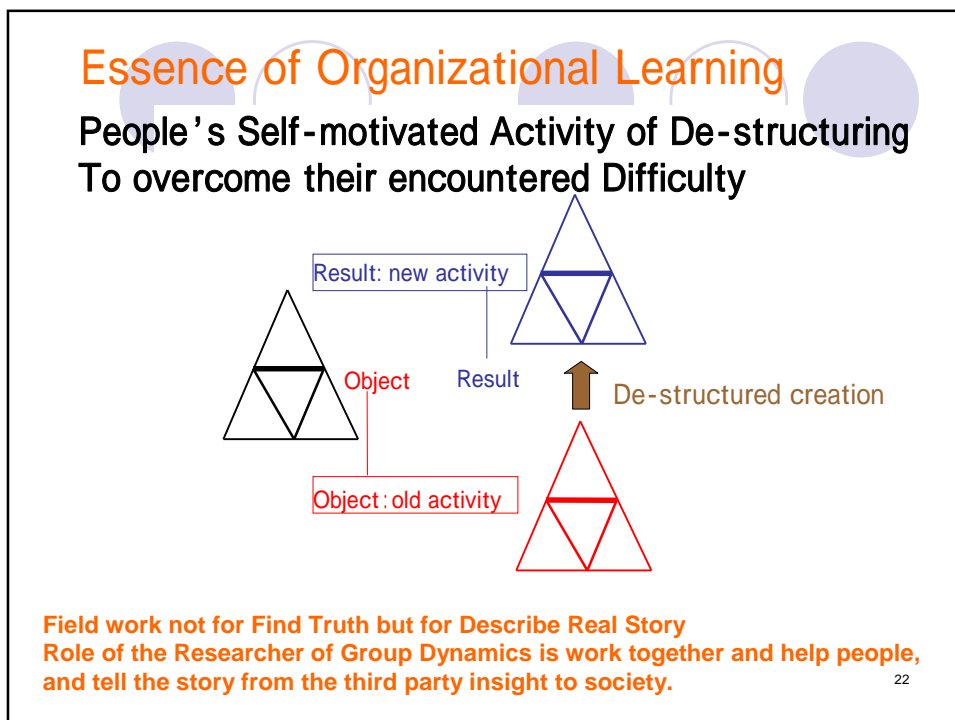 Essence of Organizational Learning
People's Self-motivated Activity of De-structuring
To overcome their encountered Difficulty
Result: new activity
Object
Result
De-structured creation
Object:old activity
Field work not for Find Truth but for Describe Real Story
Role of the Researcher of Group Dynamics is work together and help people,
and tell the story from the third party insight to society.
22